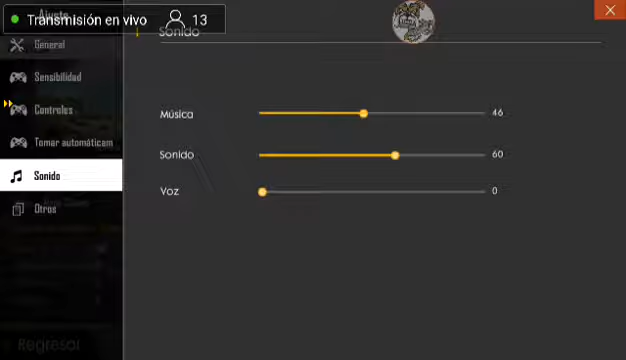 Ajuste
Transmisión en vivo 13
Sonido
General
Sensibilidad
Controles
Música 46
Tomar automáticam
Sonido 60
Sonido
Voz 0
Otros
Regresar